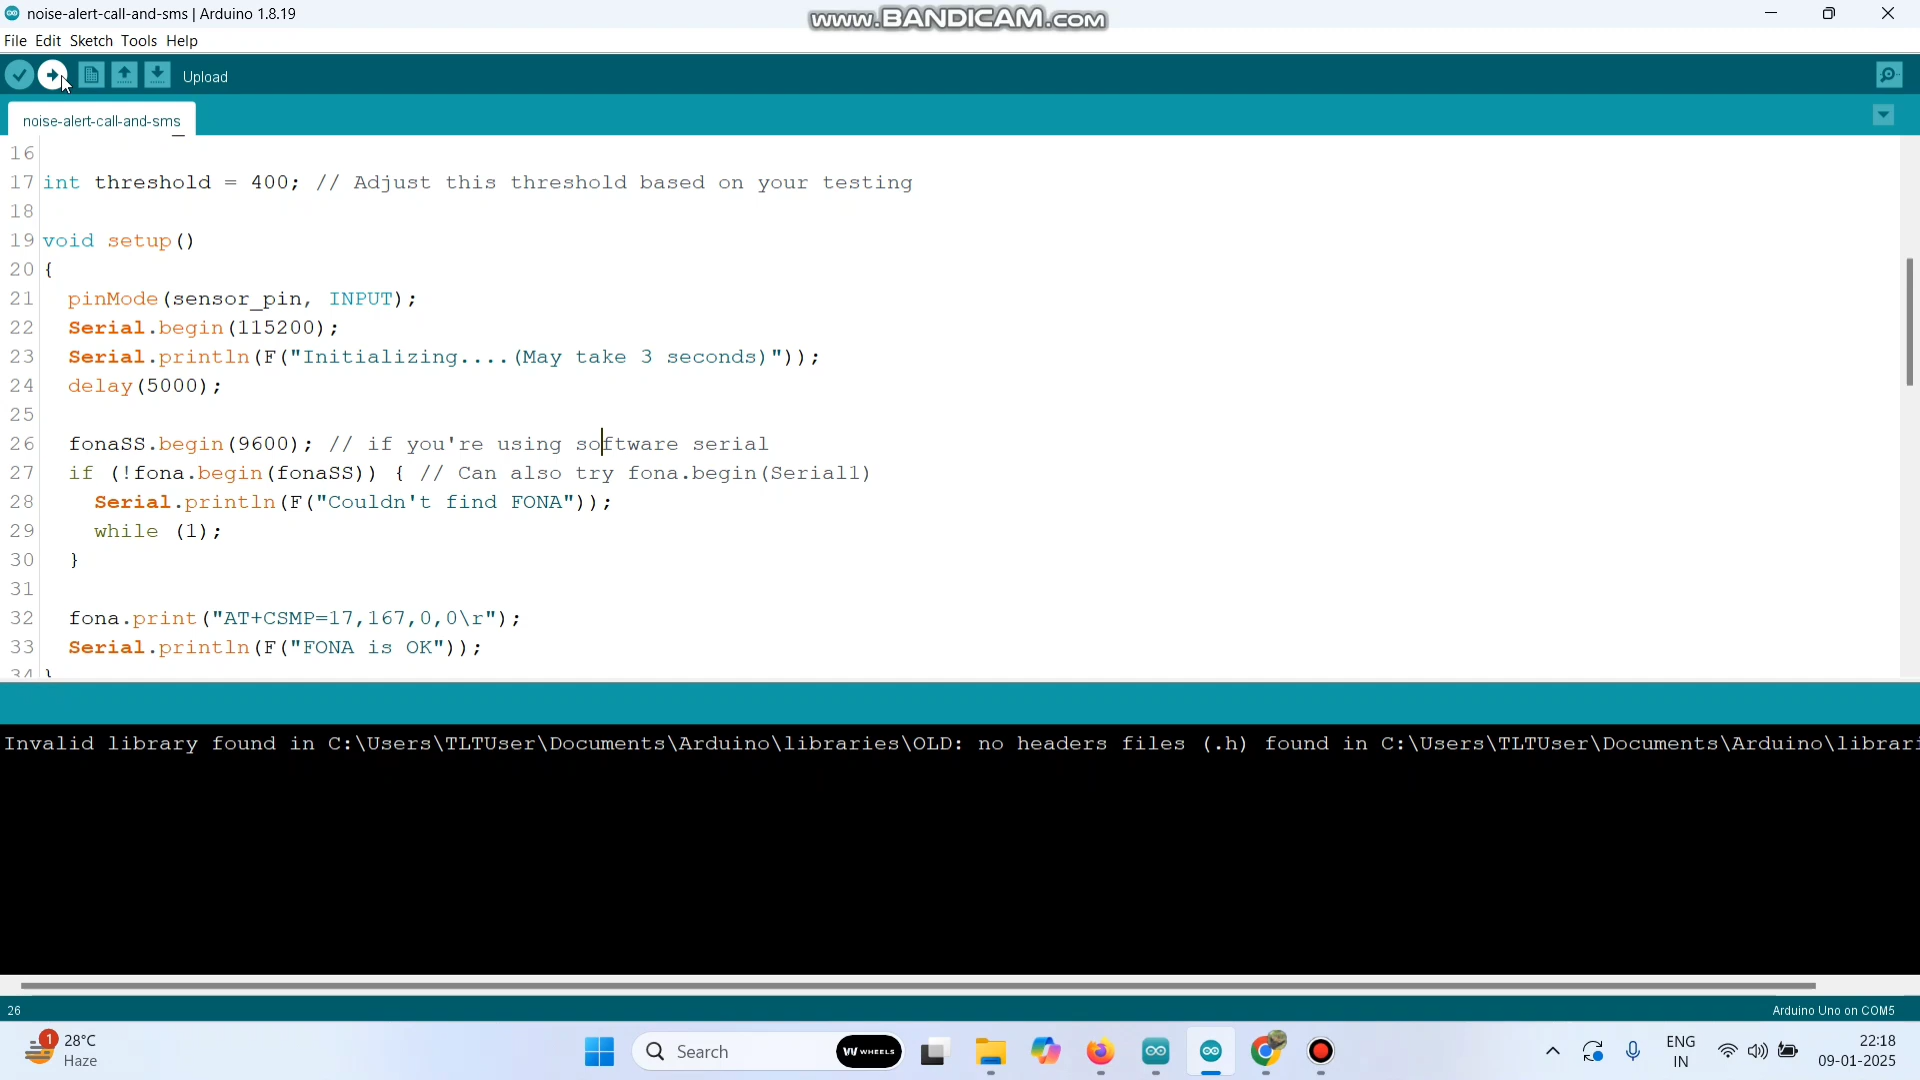 noise-alert-call-and-sms | Arduino 1.8.19
www.BANDICAM.com
File Edit Sketch Tools Help
Upload
noise-alert-call-and-sms
16
17 int threshold = 400; // Adjust this threshold based on your testing
18
19 void setup()
20 {
21 pinMode(sensor_pin, INPUT);
22 Serial.begin(115200);
23 Serial.println(F("Initializing....(May take 3 seconds)"));
24 delay(5000);
25
26 fonaSS.begin(9600); // if you're using software serial
27 if (!fona.begin(fonaSS)) { // Can also try fona.begin(Serial1)
28 Serial.println(F("Couldn't find FONA"));
29 while (1);
30 }
31
32 fona.print("AT+CSMP=17,167,0,0\r");
33 Serial.println(F("FONA is OK"));
34 }
Invalid library found in C:\Users\TLTUser\Documents\Arduino\libraries\OLD: no headers files (.h) found in C:\Users\TLTUser\Documents\Arduino\librari
26
Arduino Uno on COM5
1
28°C
Haze
Search
WHEELS
ENG
IN
22:18
09-01-2025